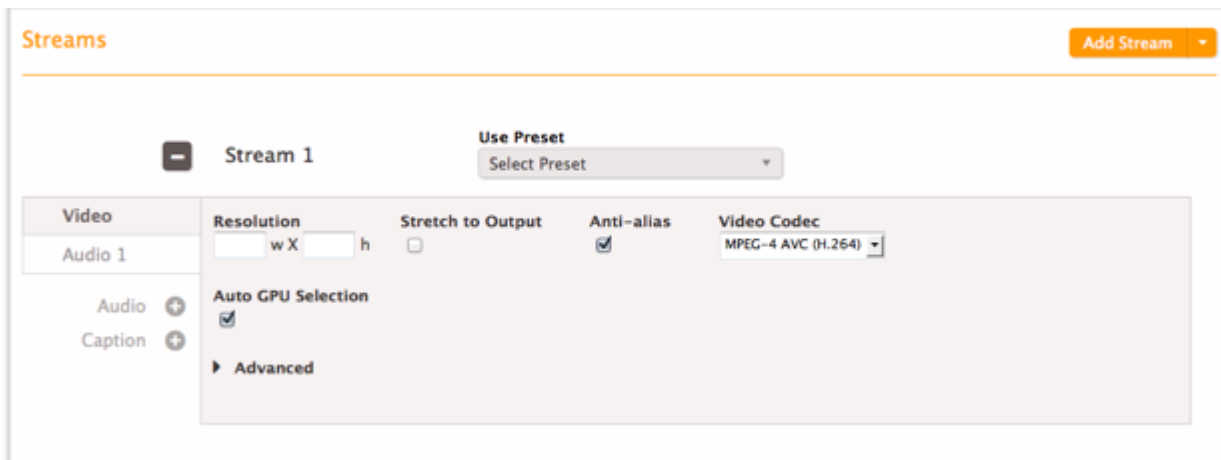 Streams
Add Stream
Stream 1
Use Preset
Select Preset
Video
Audio 1
Audio
Caption
Resolution
w X h
Stretch to Output
Anti-alias
Video Codec
MPEG-4 AVC (H.264)
Auto GPU Selection
Advanced